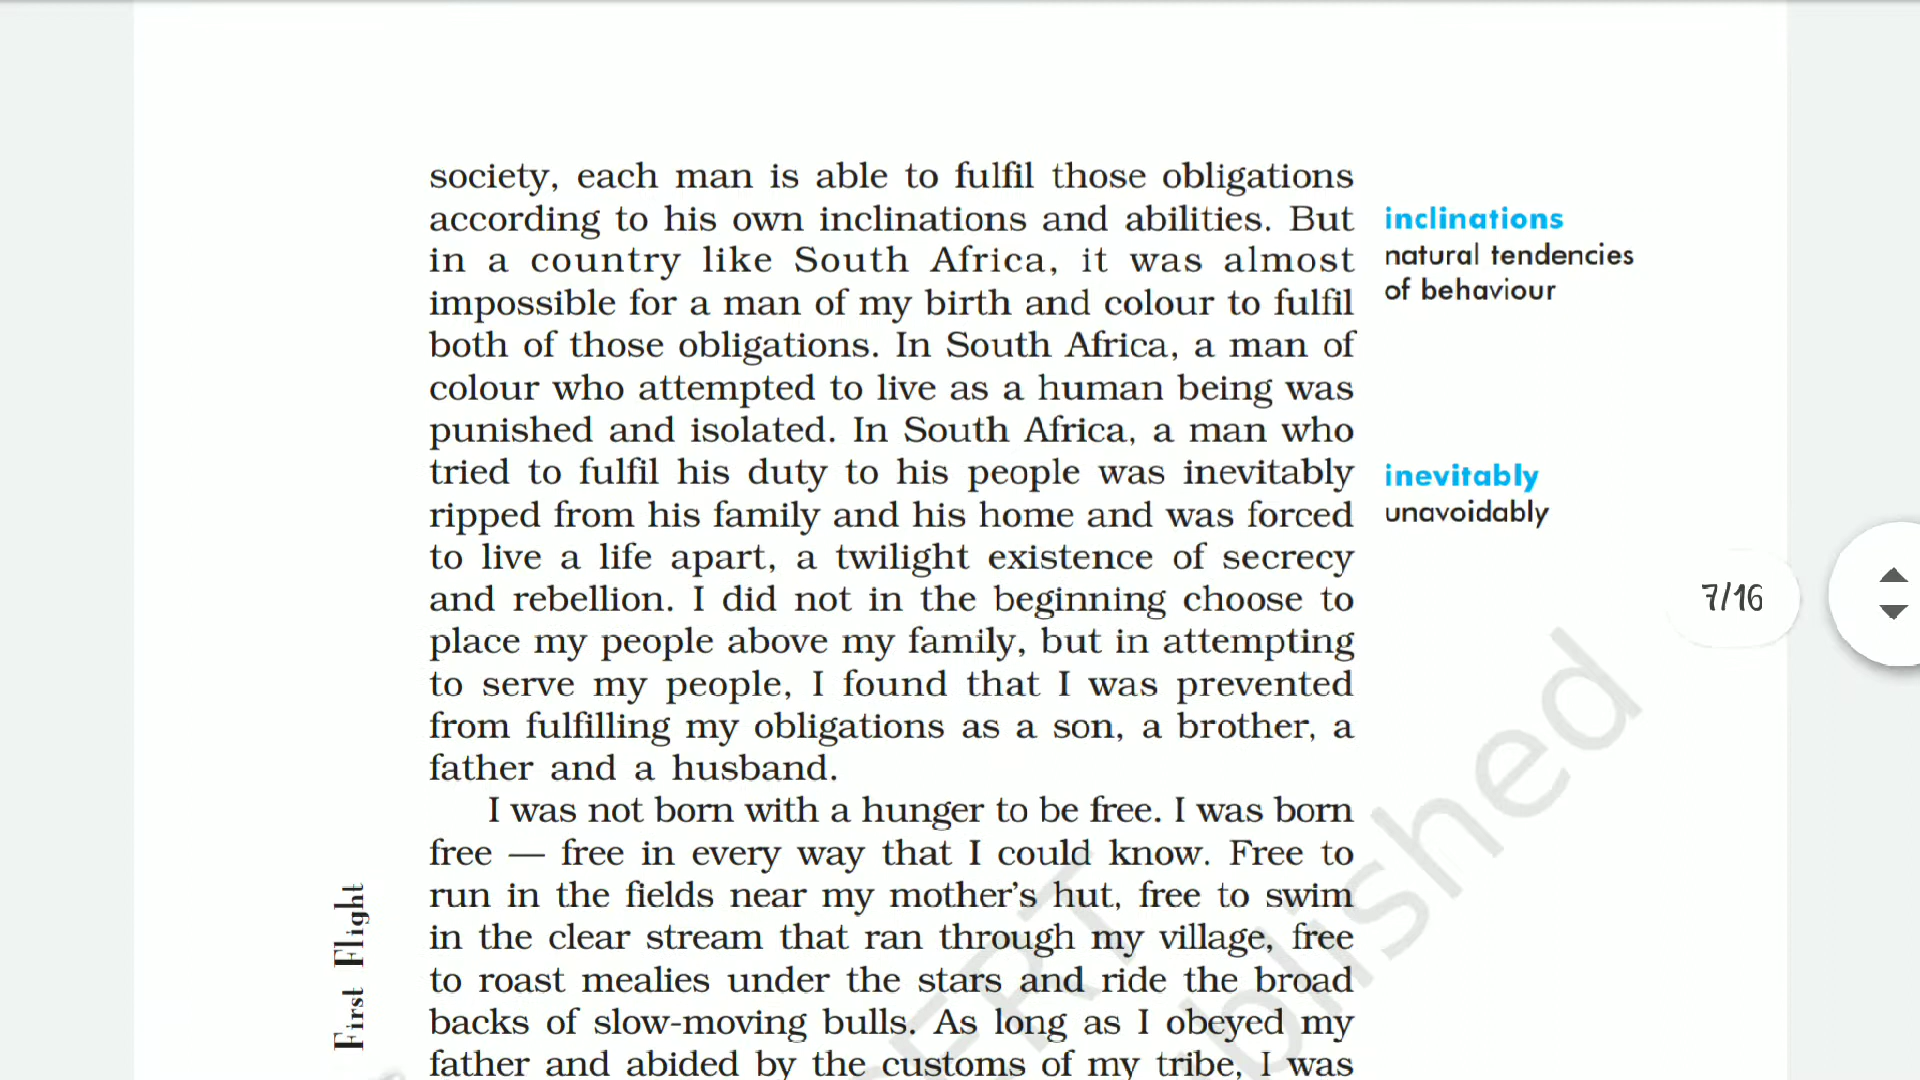 society, each man is able to fulfil those obligations
according to his own inclinations and abilities. But
in a country like South Africa, it was almost
impossible for a man of my birth and colour to fulfil
both of those obligations. In South Africa, a man of
colour who attempted to live as a human being was
punished and isolated. In South Africa, a man who
tried to fulfil his duty to his people was inevitably
ripped from his family and his home and was forced
to live a life apart, a twilight existence of secrecy
and rebellion. I did not in the beginning choose to
place my people above my family, but in attempting
to serve my people, I found that I was prevented
from fulfilling my obligations as a son, a brother, a
father and a husband.
I was not born with a hunger to be free. I was born
free — free in every way that I could know. Free to
run in the fields near my mother's hut, free to swim
in the clear stream that ran through my village, free
to roast mealies under the stars and ride the broad
backs of slow-moving bulls. As long as I obeyed my
father and abided by the customs of my tribe, I was
inclinations
natural tendencies
of behaviour
inevitably
unavoidably
7/16
First Flight